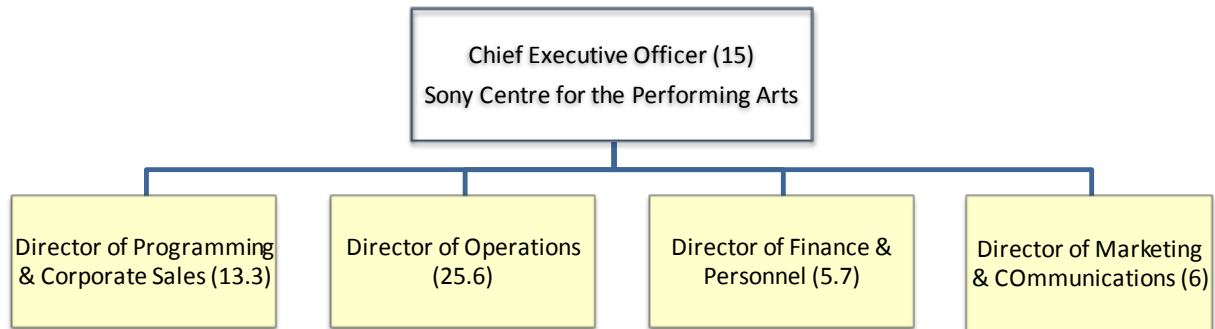 Chief Executive Officer (15)
Sony Centre for the Performing Arts
Director of Programming
& Corporate Sales (13.3)
Director of Operations
(25.6)
Director of Finance &
Personnel (5.7)
Director of Marketing
& COmmunications (6)